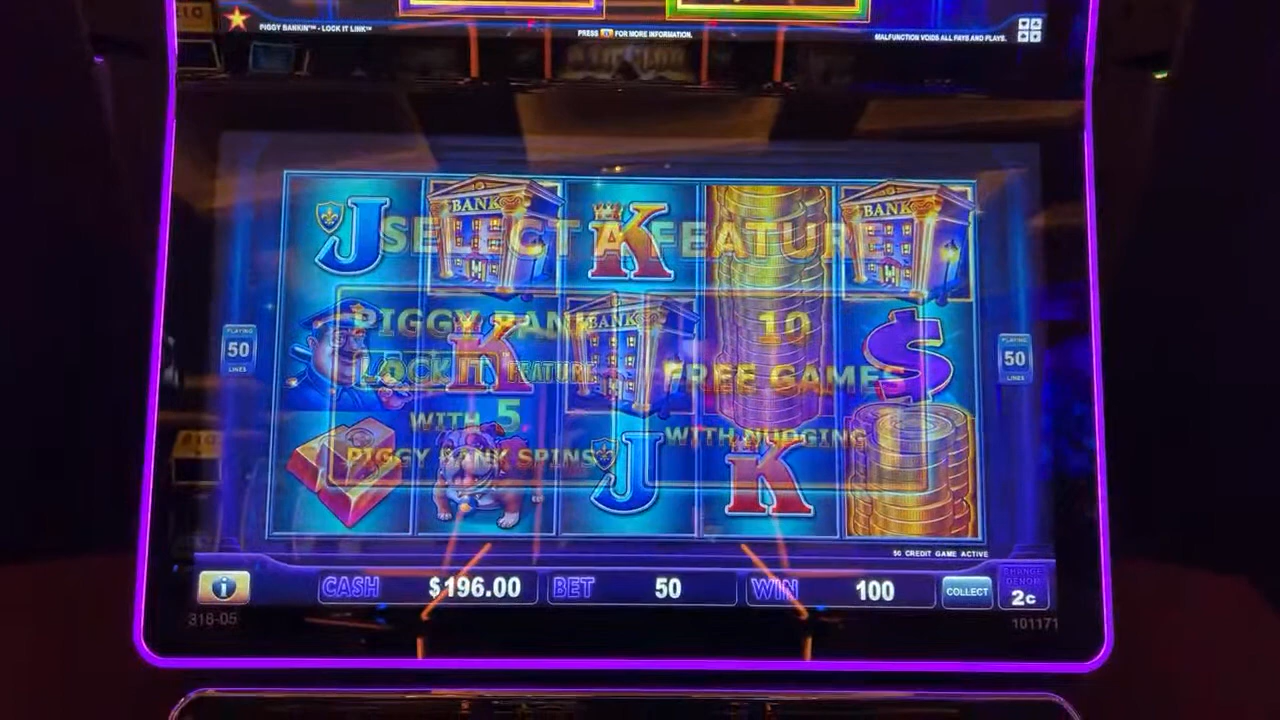 PIGGY BANKIN'™ - LOCK IT LINK™
PRESS i FOR MORE INFORMATION.
MALFUNCTION VOIDS ALL PAYS AND PLAYS.
J
BANK
K
BANK
SELECT A FEATURE
PLAYING
50
LINES
PIGGY BANK
LOCK IT FEATURE
WITH 5
PIGGY BANK SPINS
K
BANK
10
FREE GAMES
WITH NUDGING
$
PLAYING
50
LINES
J
K
50 CREDIT GAME ACTIVE
i
CASH $196.00
BET 50
WIN 100
COLLECT
CHANGE
DENOM
2¢
316-05
101171